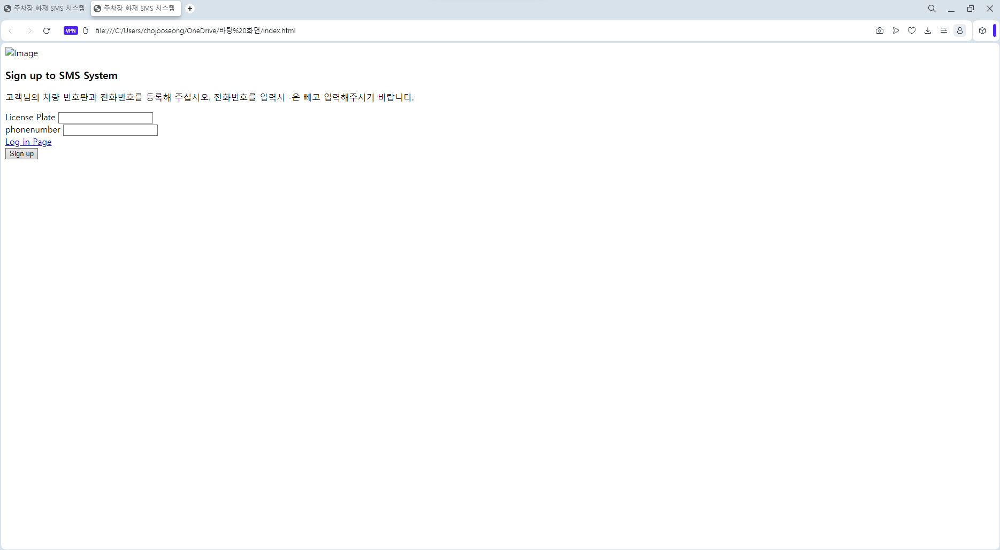 주차장 화재 SMS 시스템
주차장 화재 SMS 시스템
VPN
file:///C:/Users/chojooseong/OneDrive/바탕%20화면/index.html
Image
Sign up to SMS System
고객님의 차량 번호판과 전화번호를 등록해 주십시오. 전화번호를 입력시 -은 빼고 입력해주시기 바랍니다.
License Plate
phonenumber
Log in Page
Sign up